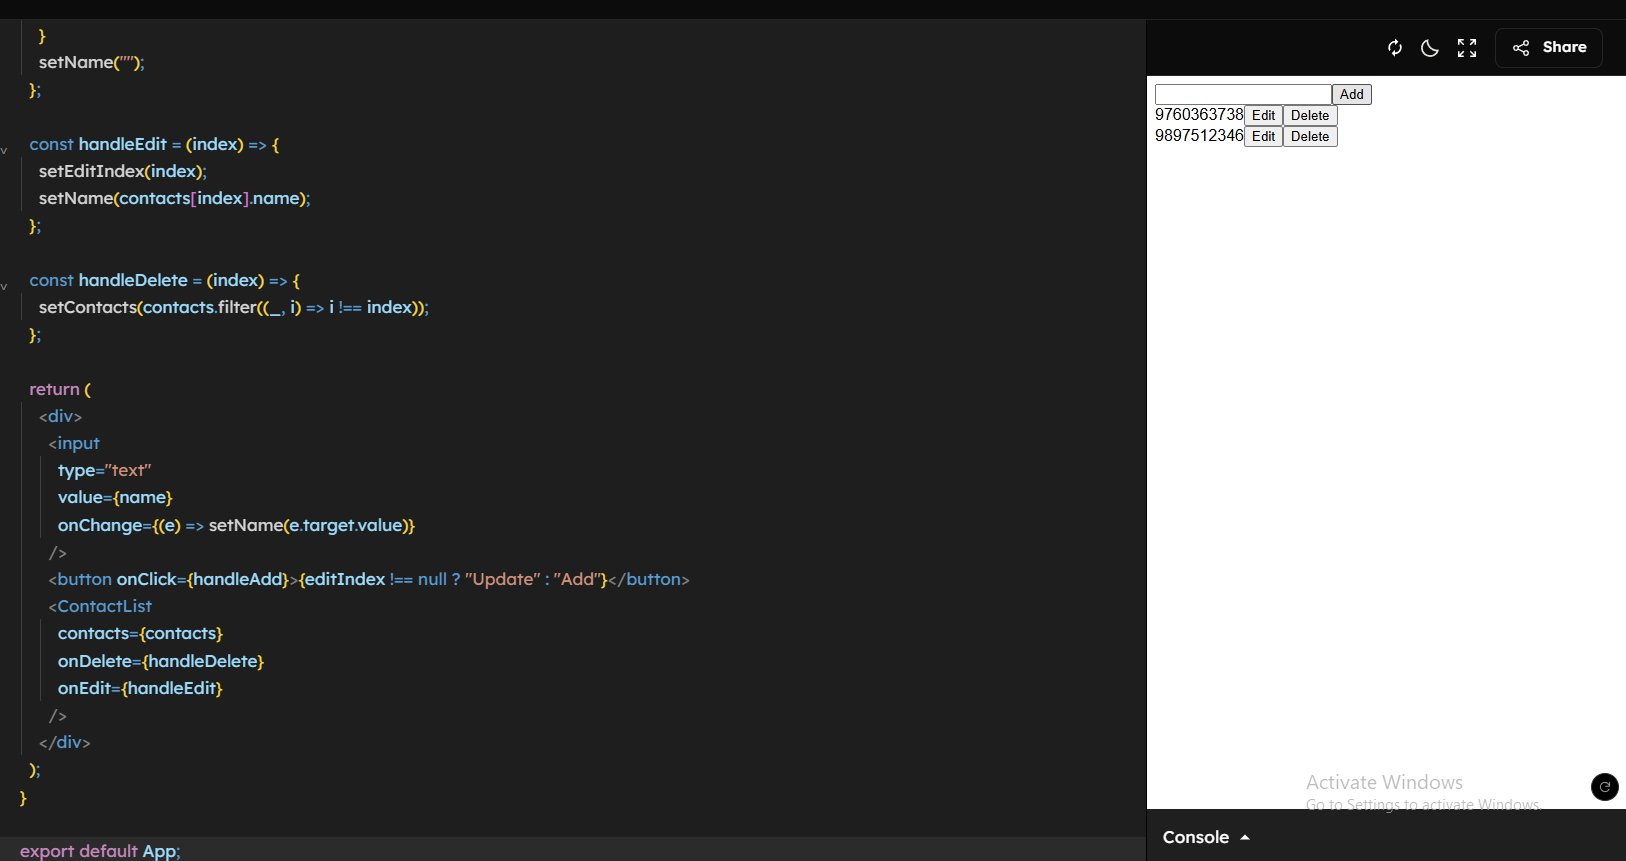 }
setName("");
};
const handleEdit = (index) => {
setEditIndex(index);
setName(contacts[index].name);
};
const handleDelete = (index) => {
setContacts(contacts.filter((_, i) => i !== index));
};
return (
<div>
<input
type="text"
value={name}
onChange={(e) => setName(e.target.value)}
/>
<button onClick={handleAdd}>{editIndex !== null ? "Update" : "Add"}</button>
<ContactList
contacts={contacts}
onDelete={handleDelete}
onEdit={handleEdit}
/>
</div>
);
}
export default App;
Share
Add
9760363738 Edit Delete
9897512346 Edit Delete
Activate Windows
Go to Settings to activate Windows.
Console